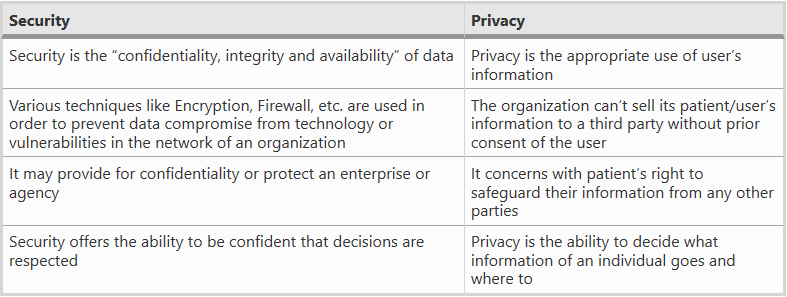 Security
Privacy
Security is the “confidentiality, integrity and availability” of data
Privacy is the appropriate use of user’s
information
Various techniques like Encryption, Firewall, etc. are used in
order to prevent data compromise from technology or
vulnerabilities in the network of an organization
The organization can’t sell its patient/user’s
information to a third party without prior
consent of the user
It may provide for confidentiality or protect an enterprise or
agency
It concerns with patient’s right to
safeguard their information from any other
parties
Security offers the ability to be confident that decisions are
respected
Privacy is the ability to decide what
information of an individual goes and
where to